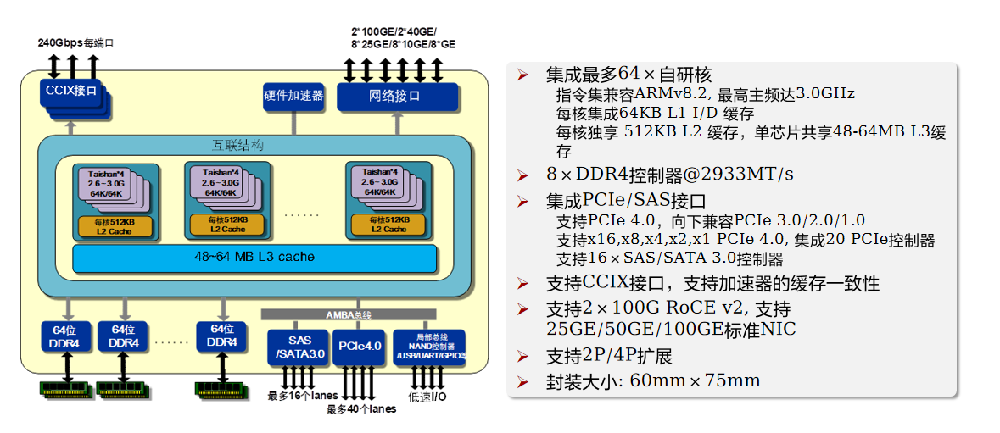 240Gbps每端口
2*100GE/2*40GE/
8*25GE/8*10GE/8*GE
CCIX接口
硬件加速器
网络接口
互联结构
Taishan*4
2.6~3.0G
64K/64K
每核512KB
L2 Cache
Taishan*4
2.6~3.0G
64K/64K
每核512KB
L2 Cache
......
Taishan*4
2.6~3.0G
64K/64K
每核512KB
L2 Cache
48~64 MB L3 cache
AMBA总线
64位
DDR4
64位
DDR4
......
64位
DDR4
SAS
/SATA3.0
PCIe4.0
局部总线
NAND控制器
/USB/UART/GPIO等
最多16个lanes
最多40个lanes
低速I/O
集成最多64×自研核
指令集兼容ARMv8.2, 最高主频达3.0GHz
每核集成64KB L1 I/D 缓存
每核独享 512KB L2 缓存，单芯片共享48-64MB L3缓
存
8×DDR4控制器@2933MT/s
集成PCIe/SAS接口
支持PCIe 4.0，向下兼容PCIe 3.0/2.0/1.0
支持x16,x8,x4,x2,x1 PCIe 4.0, 集成20 PCIe控制器
支持16×SAS/SATA 3.0控制器
支持CCIX接口，支持加速器的缓存一致性
支持2×100G RoCE v2, 支持
25GE/50GE/100GE标准NIC
支持2P/4P扩展
封装大小: 60mm×75mm